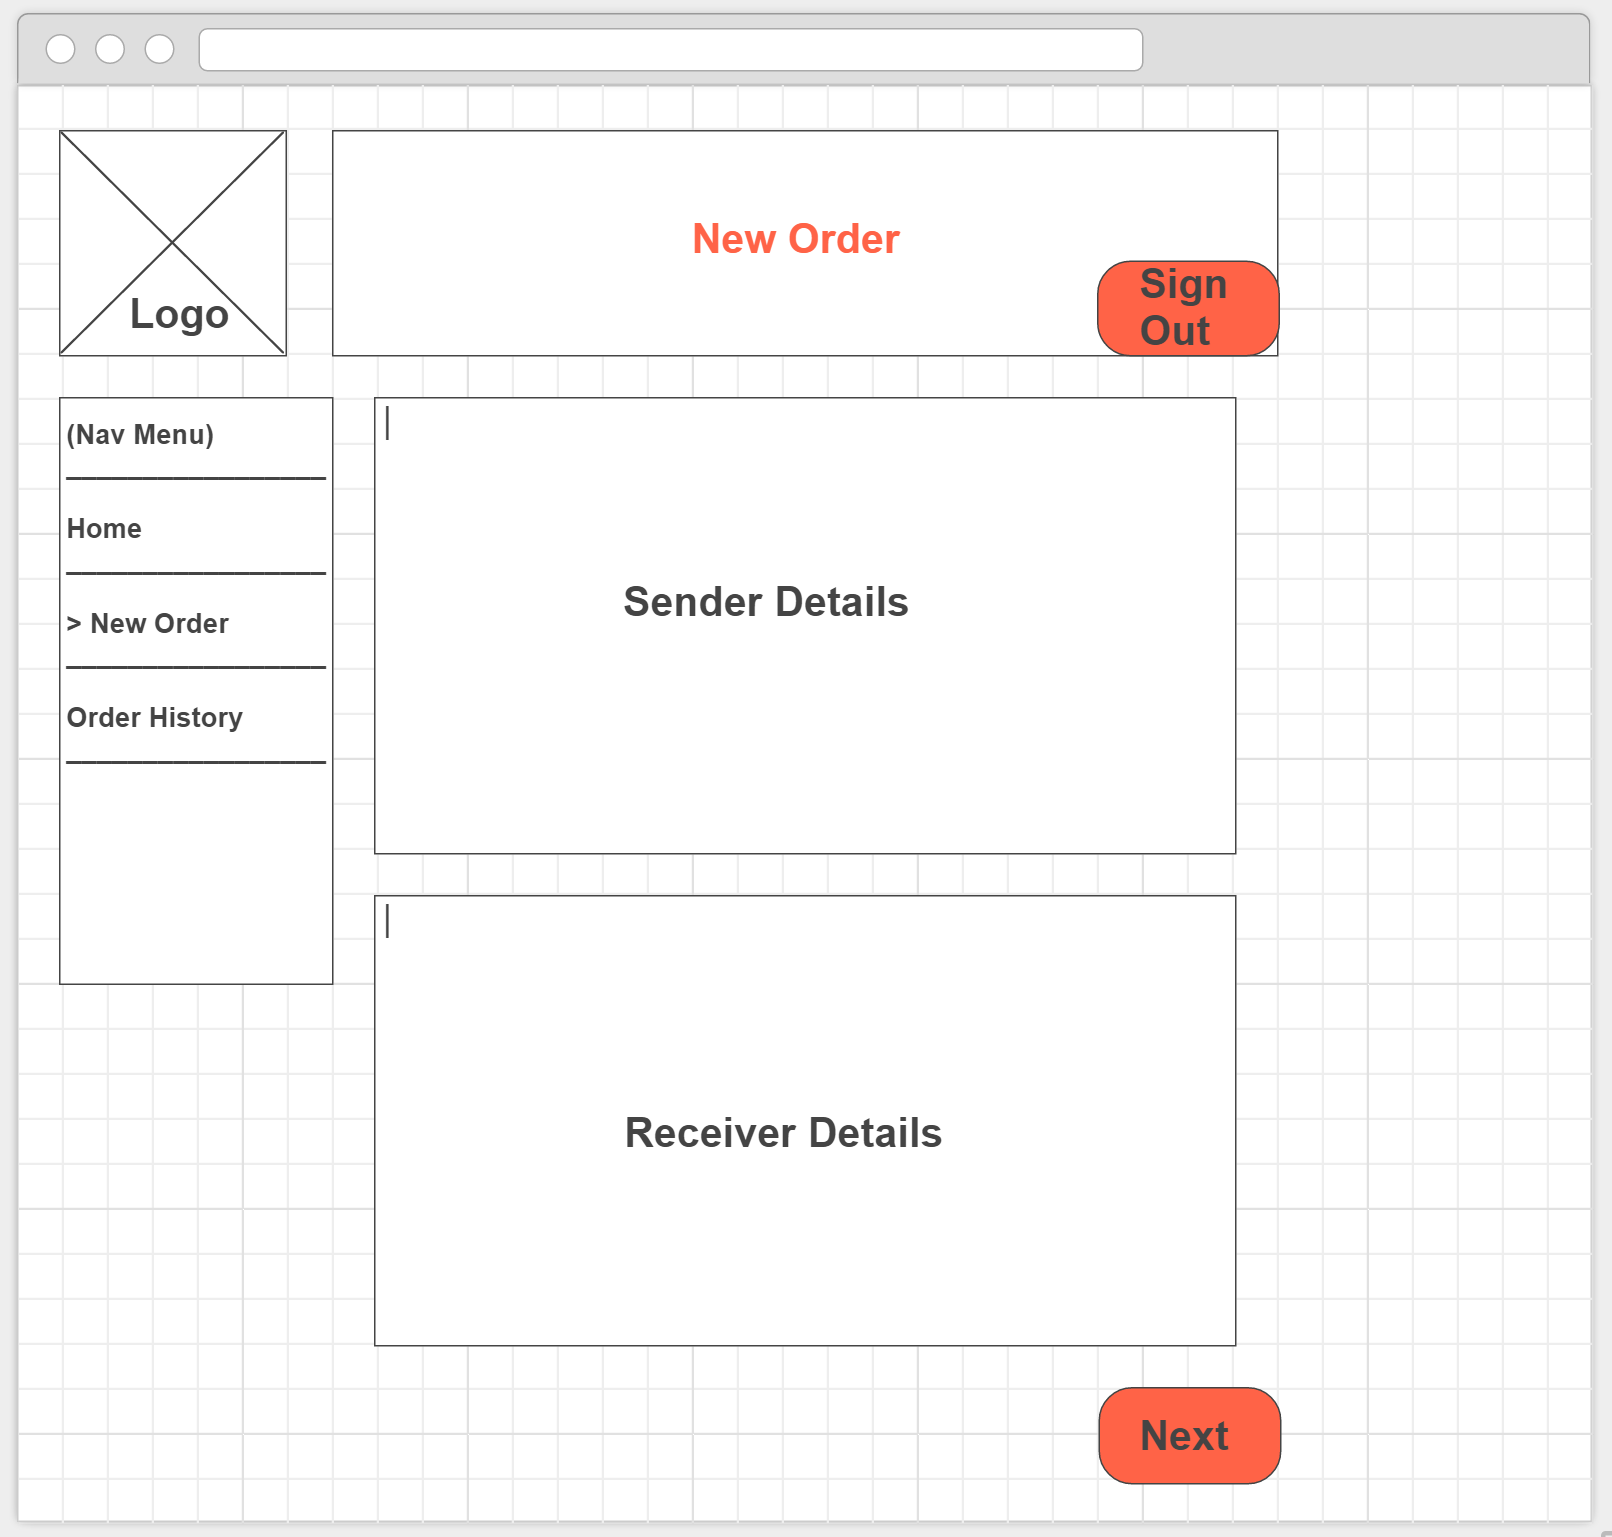 Logo
New Order
Sign
Out
(Nav Menu)
Home
> New Order
Order History
Sender Details
Receiver Details
Next